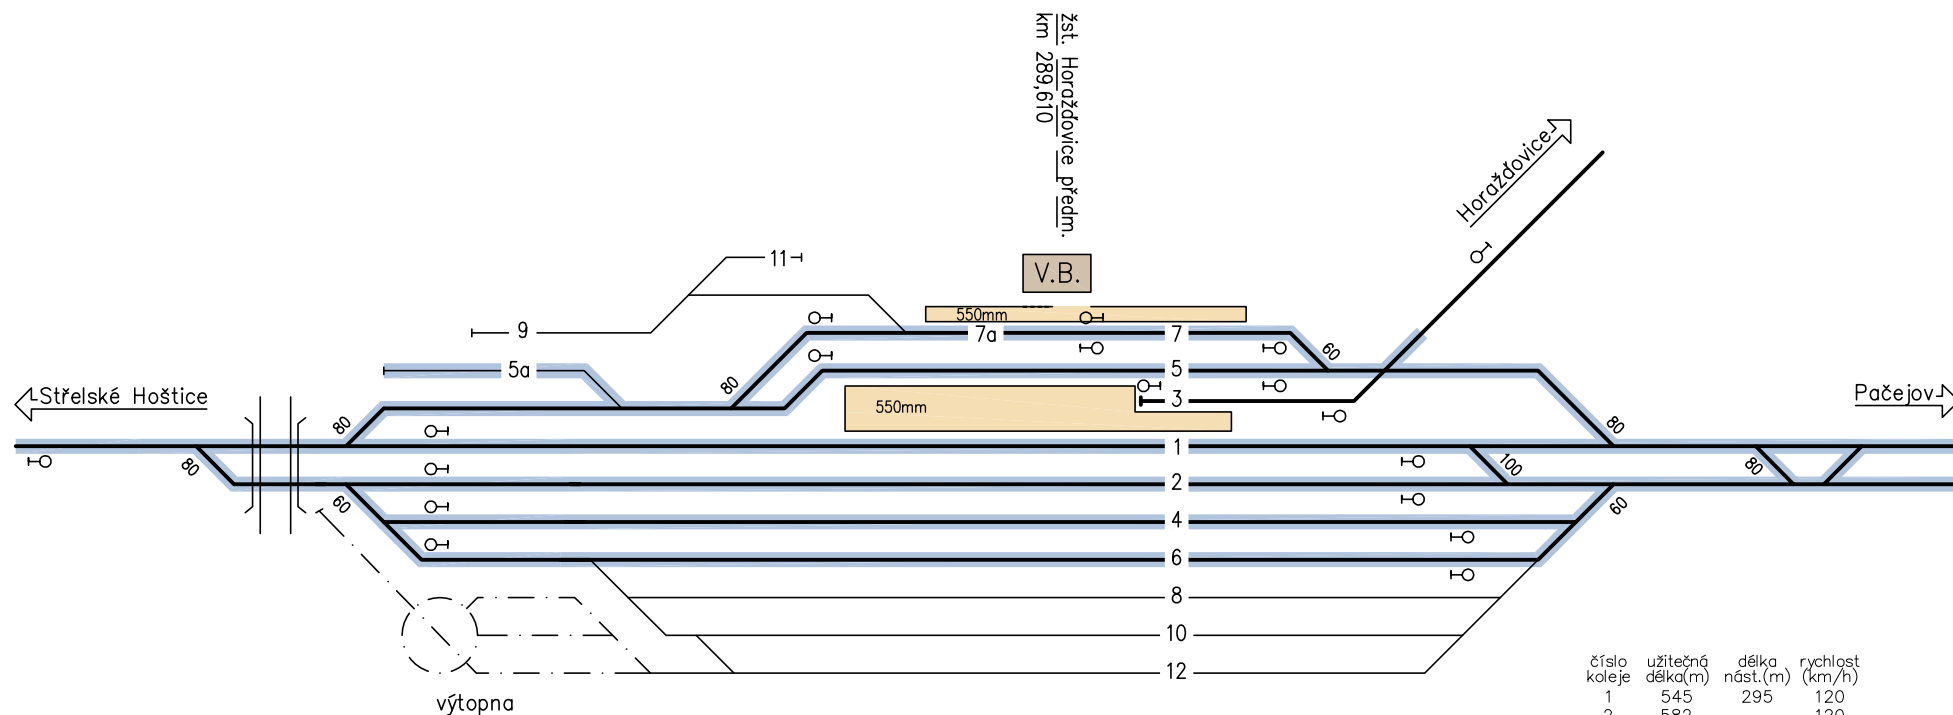 žst. Horažďovice předm.
km 289,610
Horažďovice
11
V.B.
550mm
9
7a
7
60
5a
80
5
Střelské Hoštice
550mm
3
Pačejov
80
80
1
80
100
80
2
60
60
4
6
8
10
12
výtopna
číslo užitečná délka rychlost
koleje délka(m) nást.(m) (km/h)
1 545 295 120